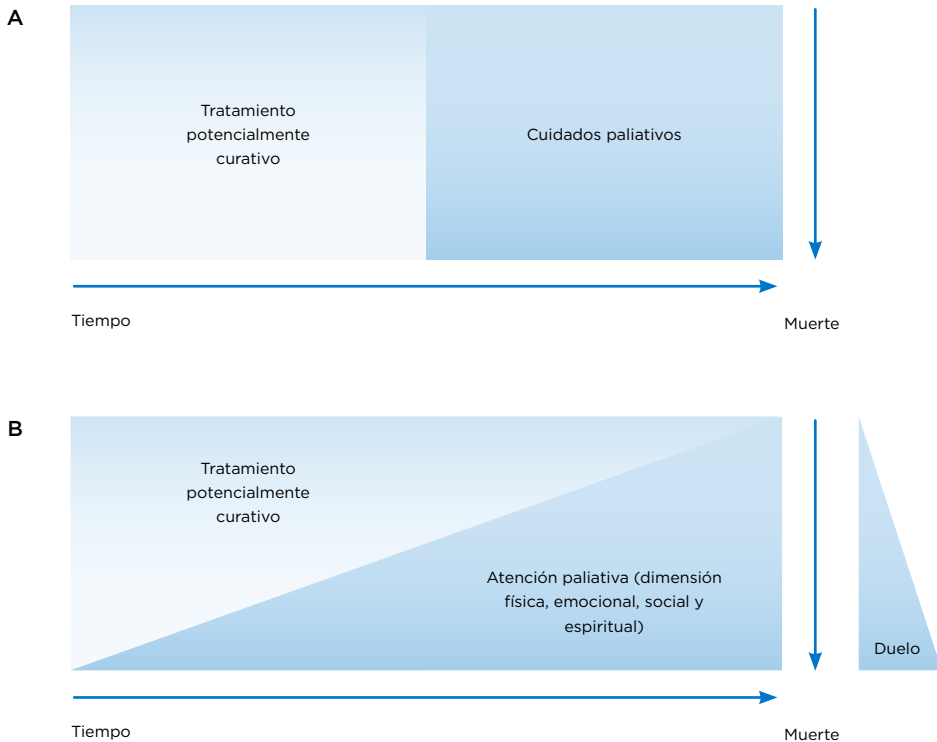 A
Tratamiento
potencialmente
curativo
Cuidados paliativos
Tiempo
Muerte
B
Tratamiento
potencialmente
curativo
Atención paliativa (dimensión
física, emocional, social y
espiritual)
Duelo
Tiempo
Muerte